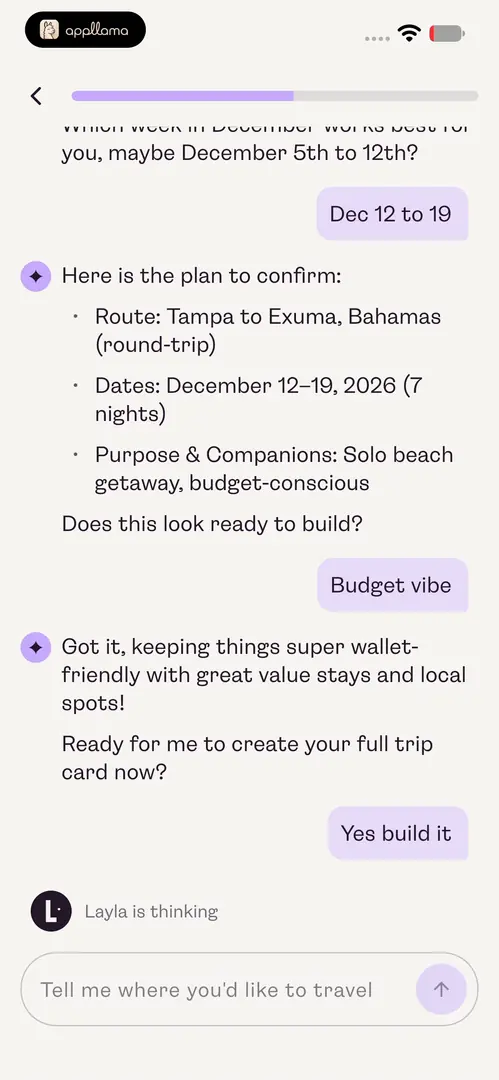 appllama
Which week in December works best for
you, maybe December 5th to 12th?
Dec 12 to 19
Here is the plan to confirm:
• Route: Tampa to Exuma, Bahamas
(round-trip)
• Dates: December 12–19, 2026 (7
nights)
• Purpose & Companions: Solo beach
getaway, budget-conscious
Does this look ready to build?
Budget vibe
Got it, keeping things super wallet-
friendly with great value stays and local
spots!
Ready for me to create your full trip
card now?
Yes build it
L
Layla is thinking
Tell me where you'd like to travel